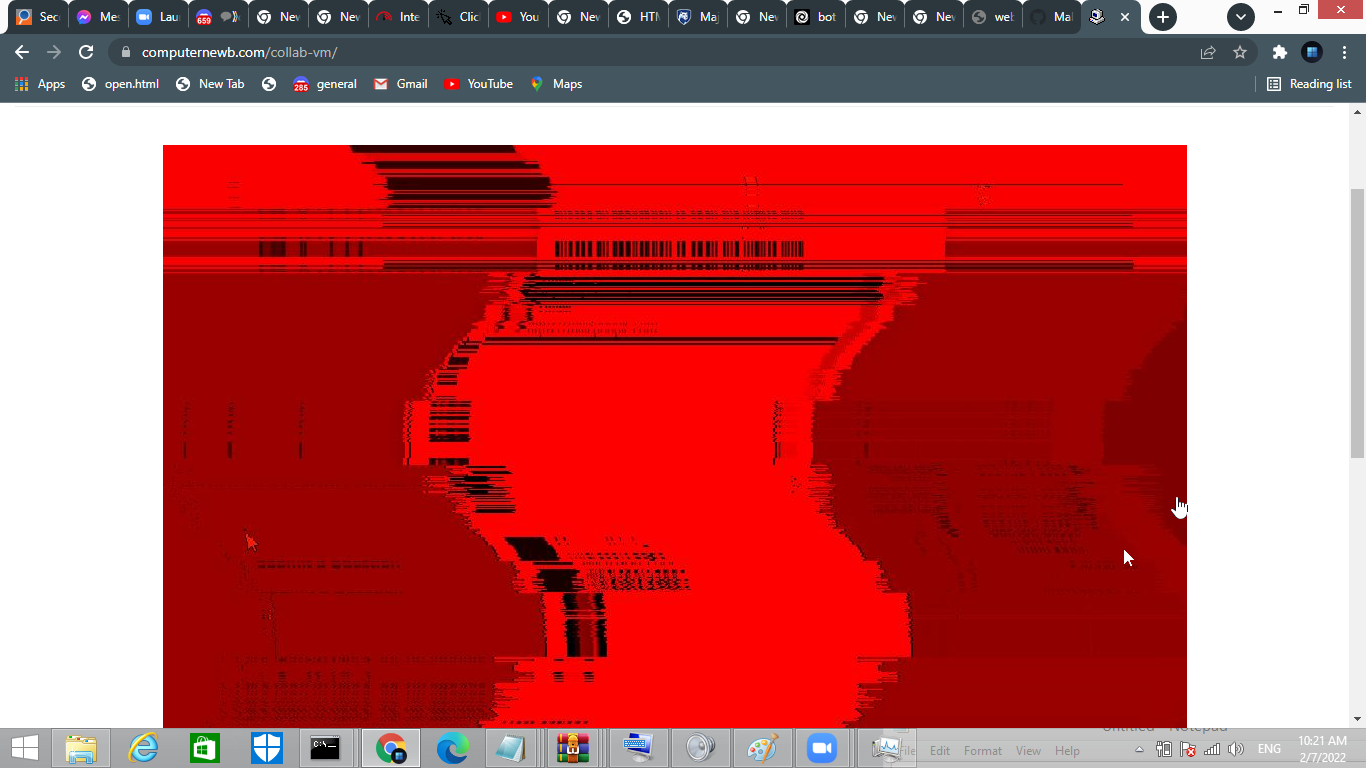 Sec
Mes
Lau
659
Nev
Nev
Inte
Clic
You
Nev
HTM
Maj
Nev
bot
Nev
Nev
wel
Mal
computernewb.com/collab-vm/
Apps
open.html
New Tab
285
general
Gmail
YouTube
Maps
Reading list
Untitled - Notepad
File Edit Format View Help
ENG
10:21 AM
2/7/2022